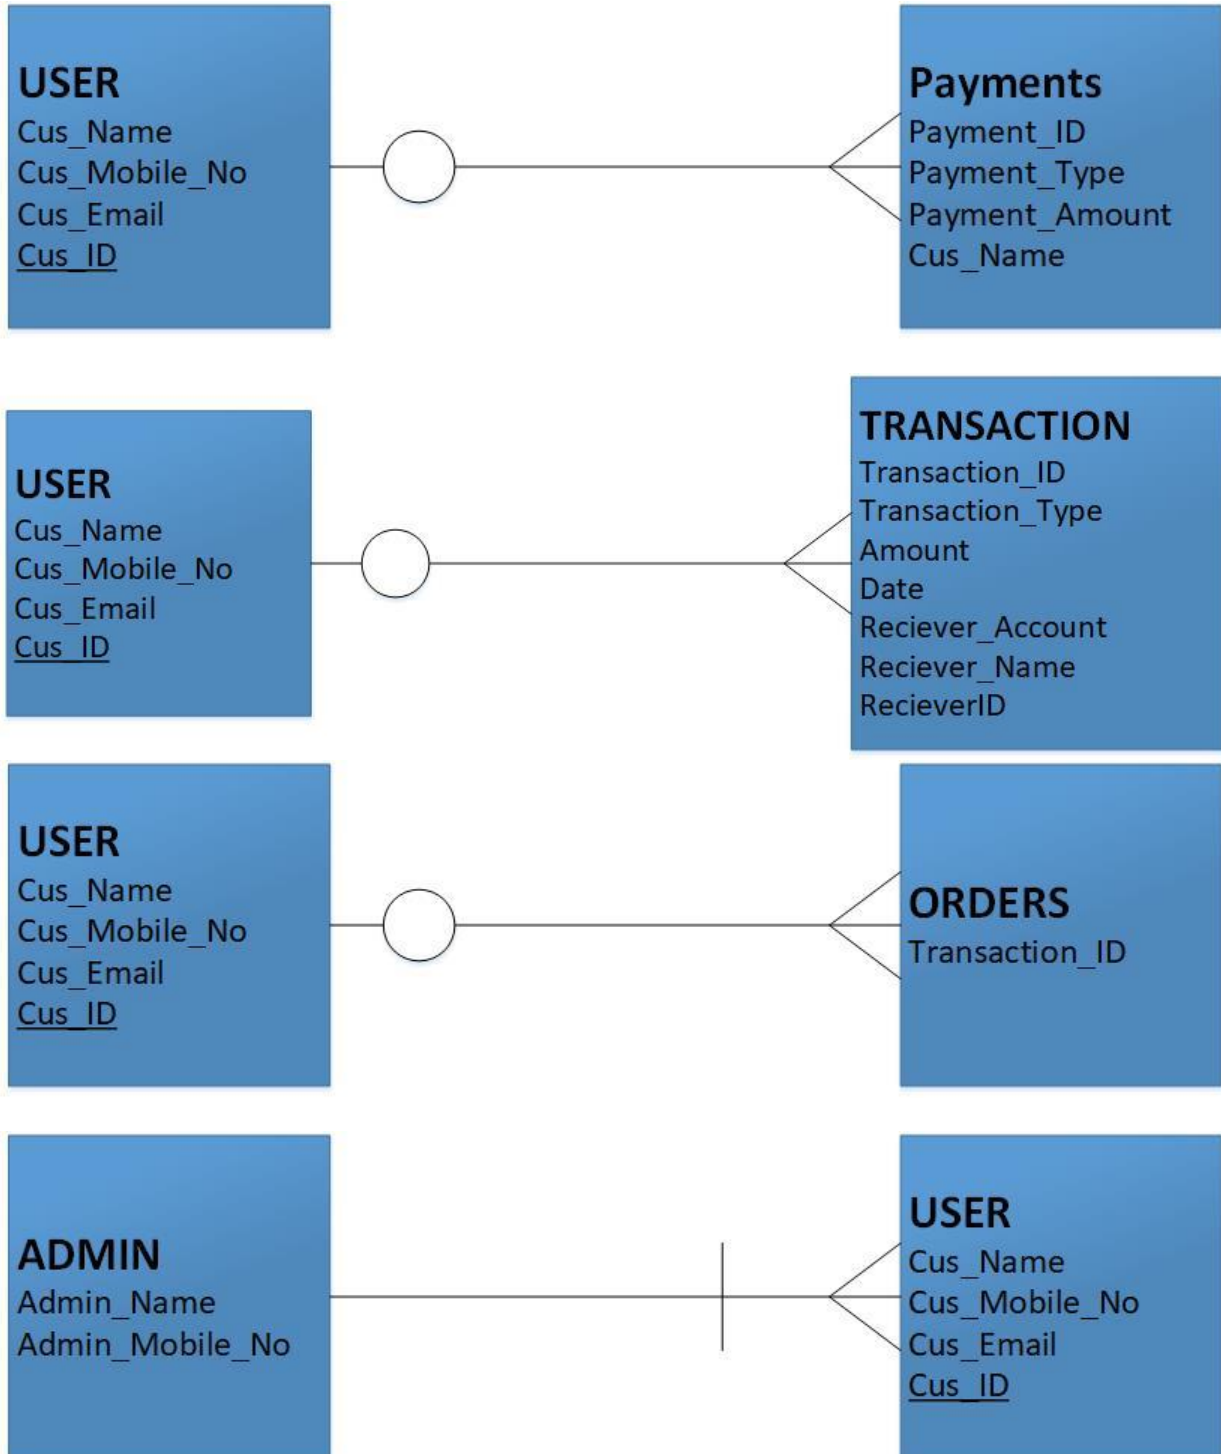 USER
Cus_Name
Cus_Mobile_No
Cus_Email
Cus_ID
Payments
Payment_ID
Payment_Type
Payment_Amount
Cus_Name
USER
Cus_Name
Cus_Mobile_No
Cus_Email
Cus_ID
TRANSACTION
Transaction_ID
Transaction_Type
Amount
Date
Reciever_Account
Reciever_Name
RecieverID
USER
Cus_Name
Cus_Mobile_No
Cus_Email
Cus_ID
ORDERS
Transaction_ID
ADMIN
Admin_Name
Admin_Mobile_No
USER
Cus_Name
Cus_Mobile_No
Cus_Email
Cus_ID